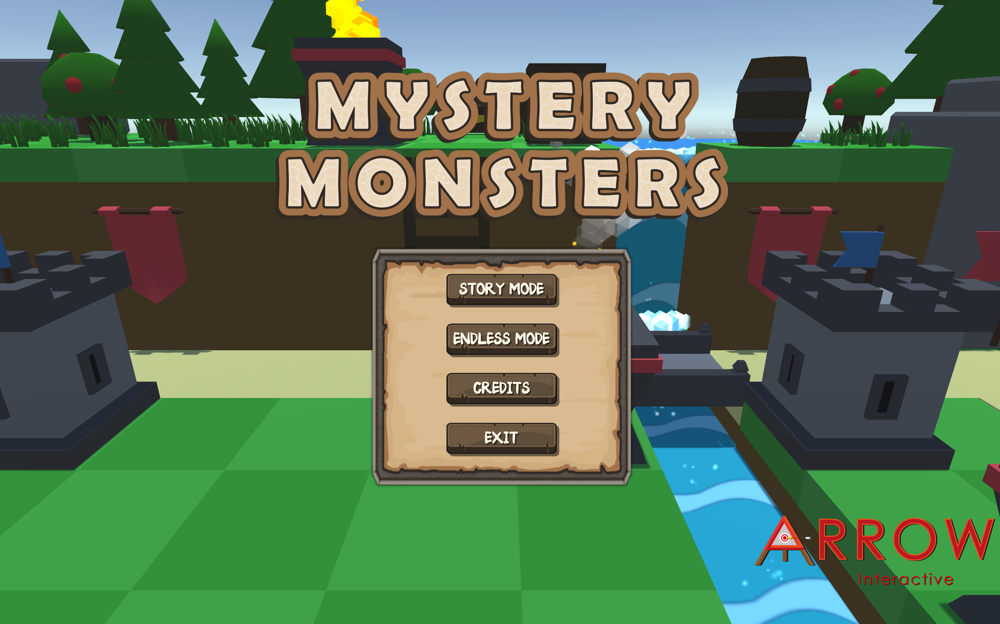 MYSTERY
MONSTERS
STORY MODE
ENDLESS MODE
CREDITS
EXIT
ARROW
Interactive